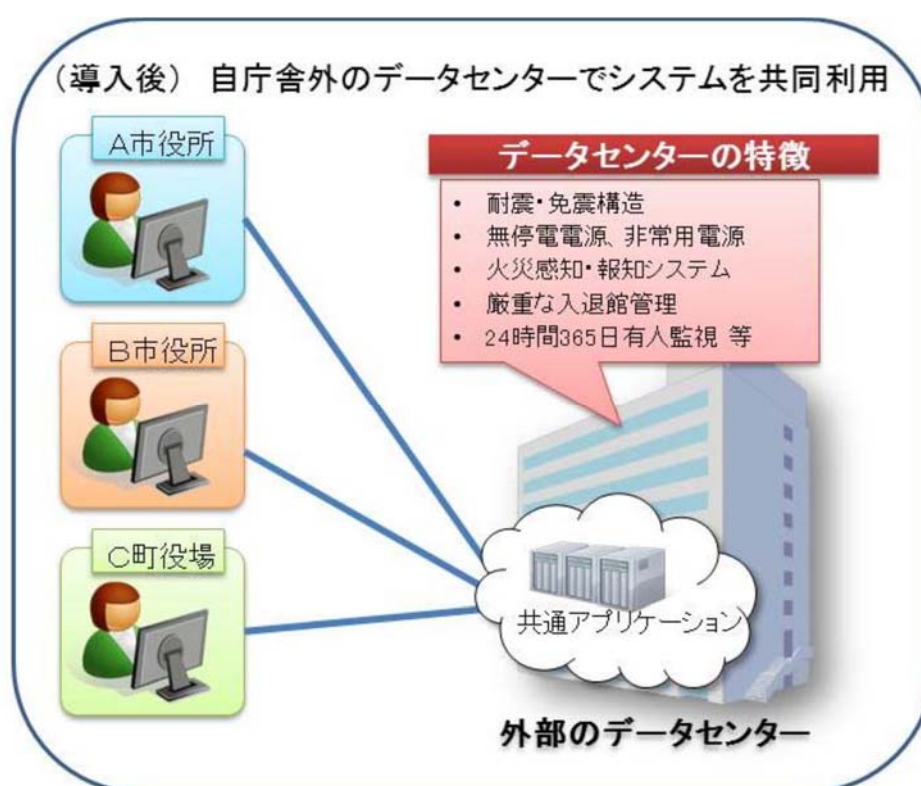 （導入後） 自庁舎外のデータセンターでシステムを共同利用
A市役所
データセンターの特徴
• 耐震・免震構造
• 無停電電源、非常用電源
• 火災感知・報知システム
• 厳重な入退館管理
• 24時間365日有人監視 等
B市役所
C町役場
共通アプリケーション
外部のデータセンター